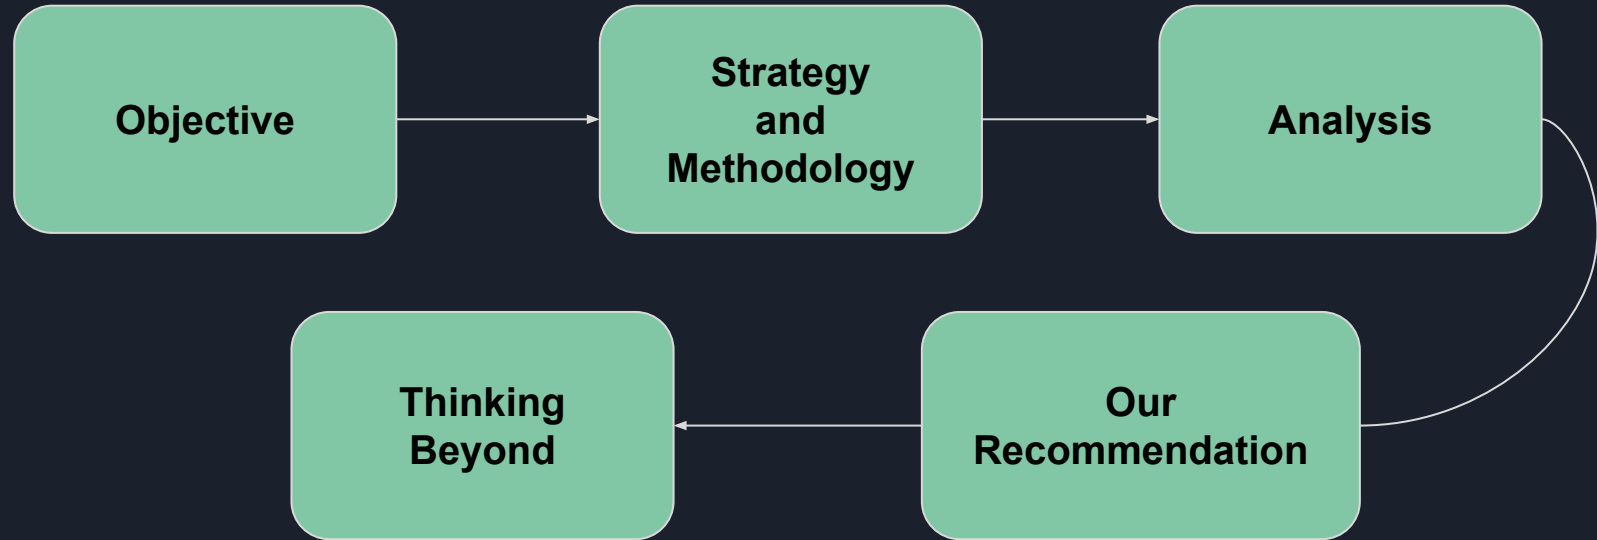 Objective
Strategy
and
Methodology
Analysis
Our
Recommendation
Thinking
Beyond